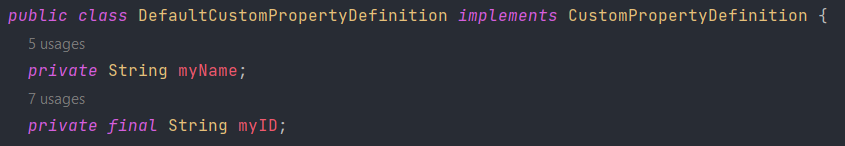 public class DefaultCustomPropertyDefinition implements CustomPropertyDefinition {
5 usages
private String myName;
7 usages
private final String myID;